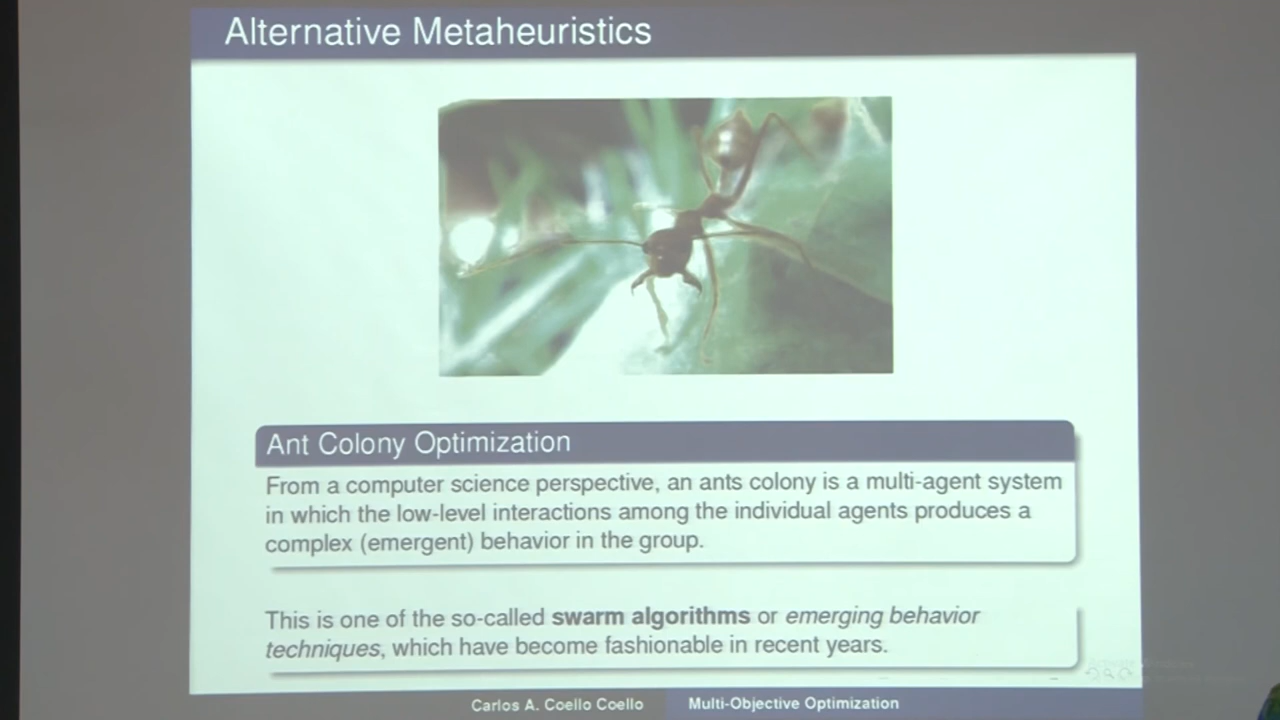 Alternative Metaheuristics
Ant Colony Optimization
From a computer science perspective, an ants colony is a multi-agent system
in which the low-level interactions among the individual agents produces a
complex (emergent) behavior in the group.
This is one of the so-called swarm algorithms or emerging behavior
techniques, which have become fashionable in recent years.
Carlos A. Coello Coello
Multi-Objective Optimization